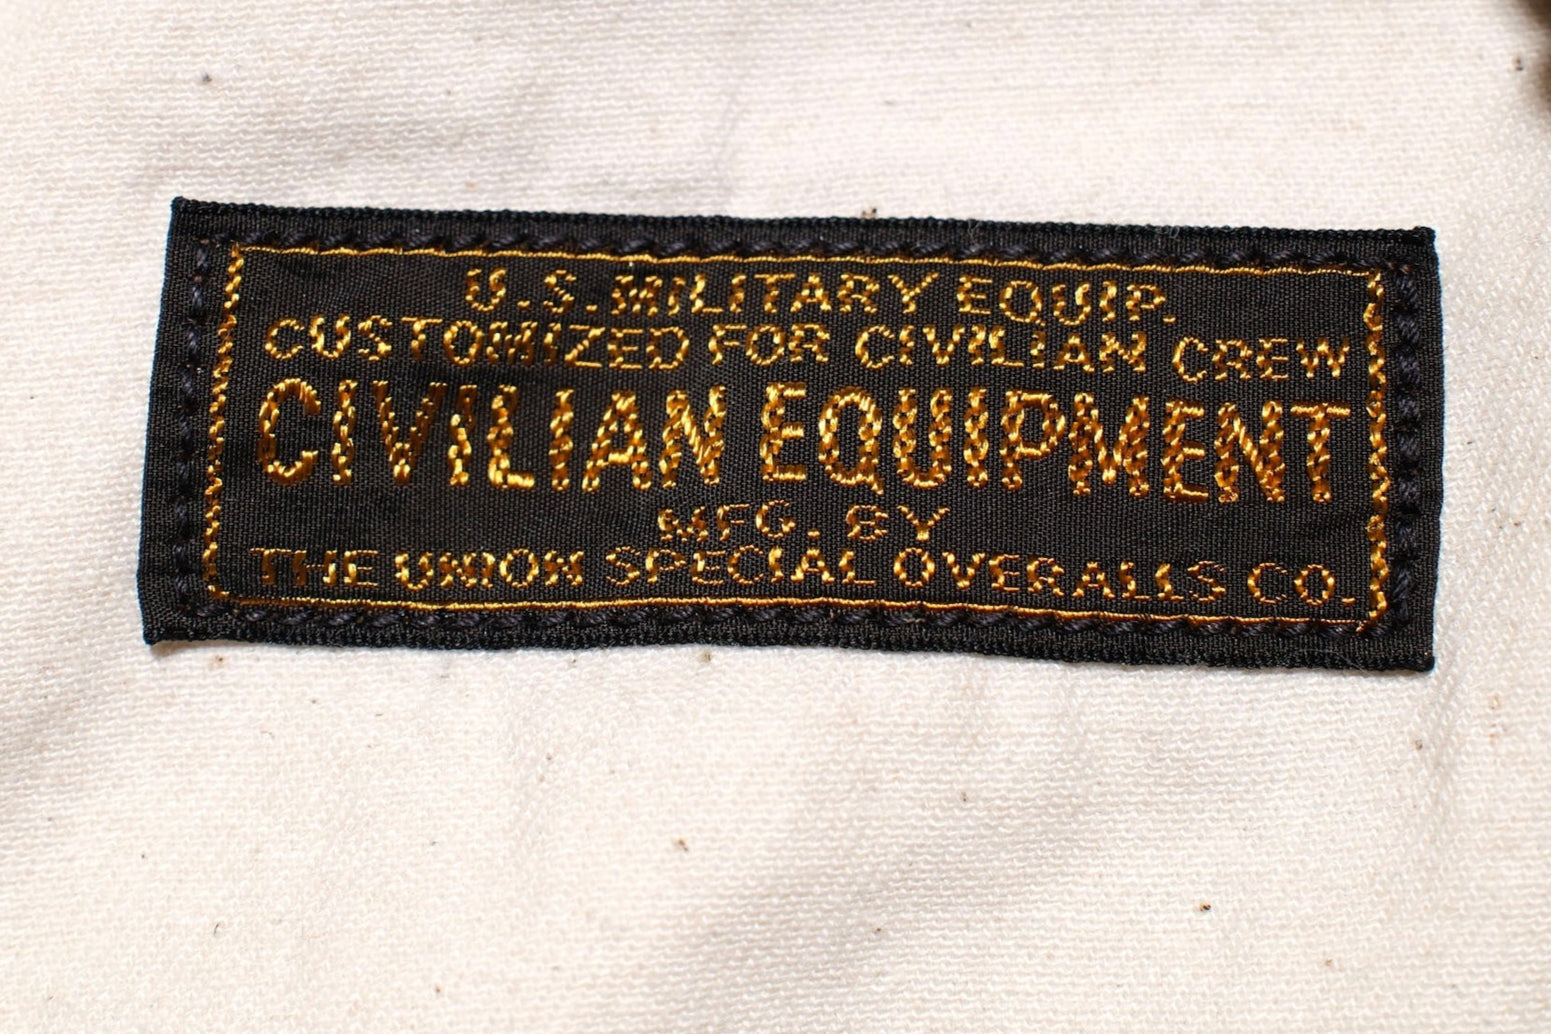 U.S. MILITARY EQUIP.
CUSTOMIZED FOR CIVILIAN CREW
CIVILIAN EQUIPMENT
MFG. BY
THE UNION SPECIAL OVERALLS CO.